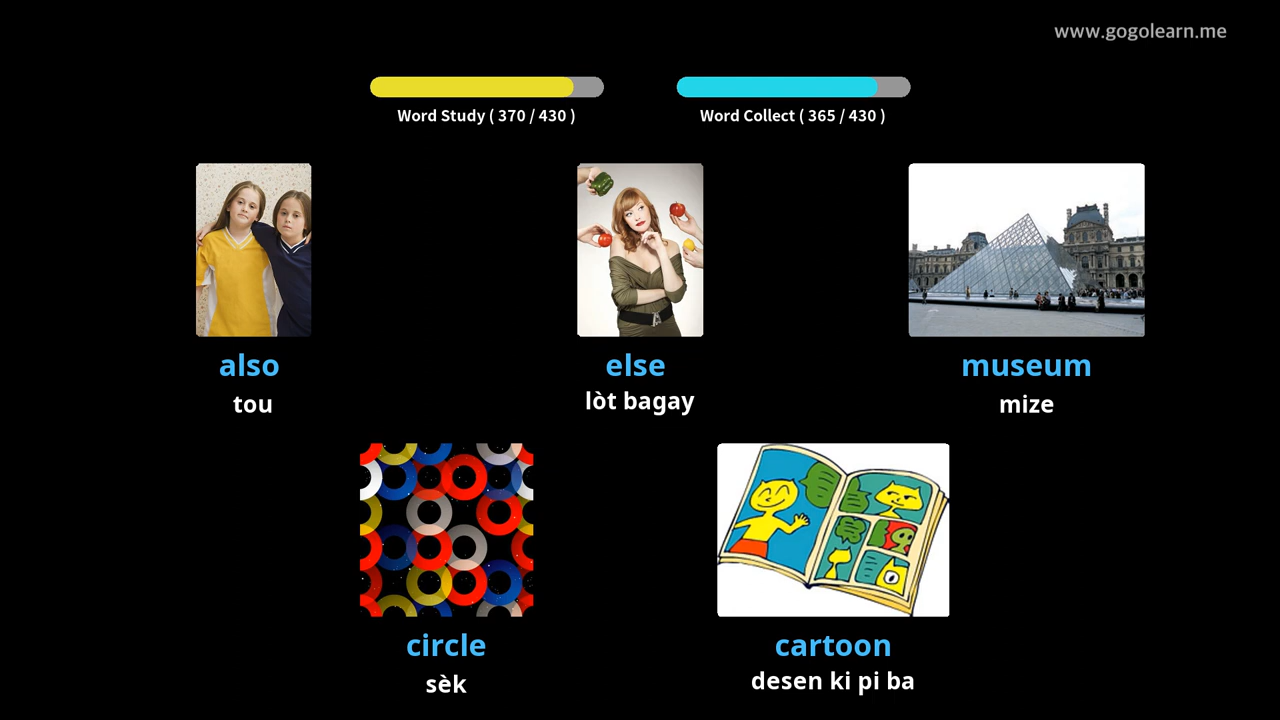 www.gogolearn.me
Word Study ( 370 / 430 )
Word Collect ( 365 / 430 )
also
tou
else
lòt bagay
museum
mize
circle
sèk
cartoon
desen ki pi ba